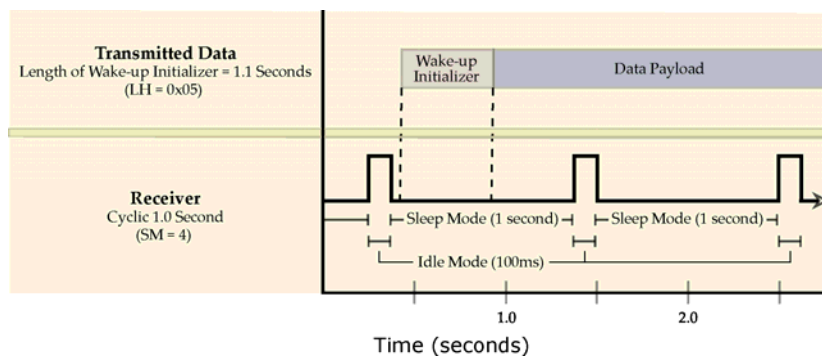 Transmitted Data
Length of Wake-up Initializer = 1.1 Seconds
(LH = 0x05)
Wake-up
Initializer
Data Payload
Receiver
Cyclic 1.0 Second
(SM = 4)
Sleep Mode (1 second)
Sleep Mode (1 second)
Idle Mode (100ms)
1.0
2.0
Time (seconds)